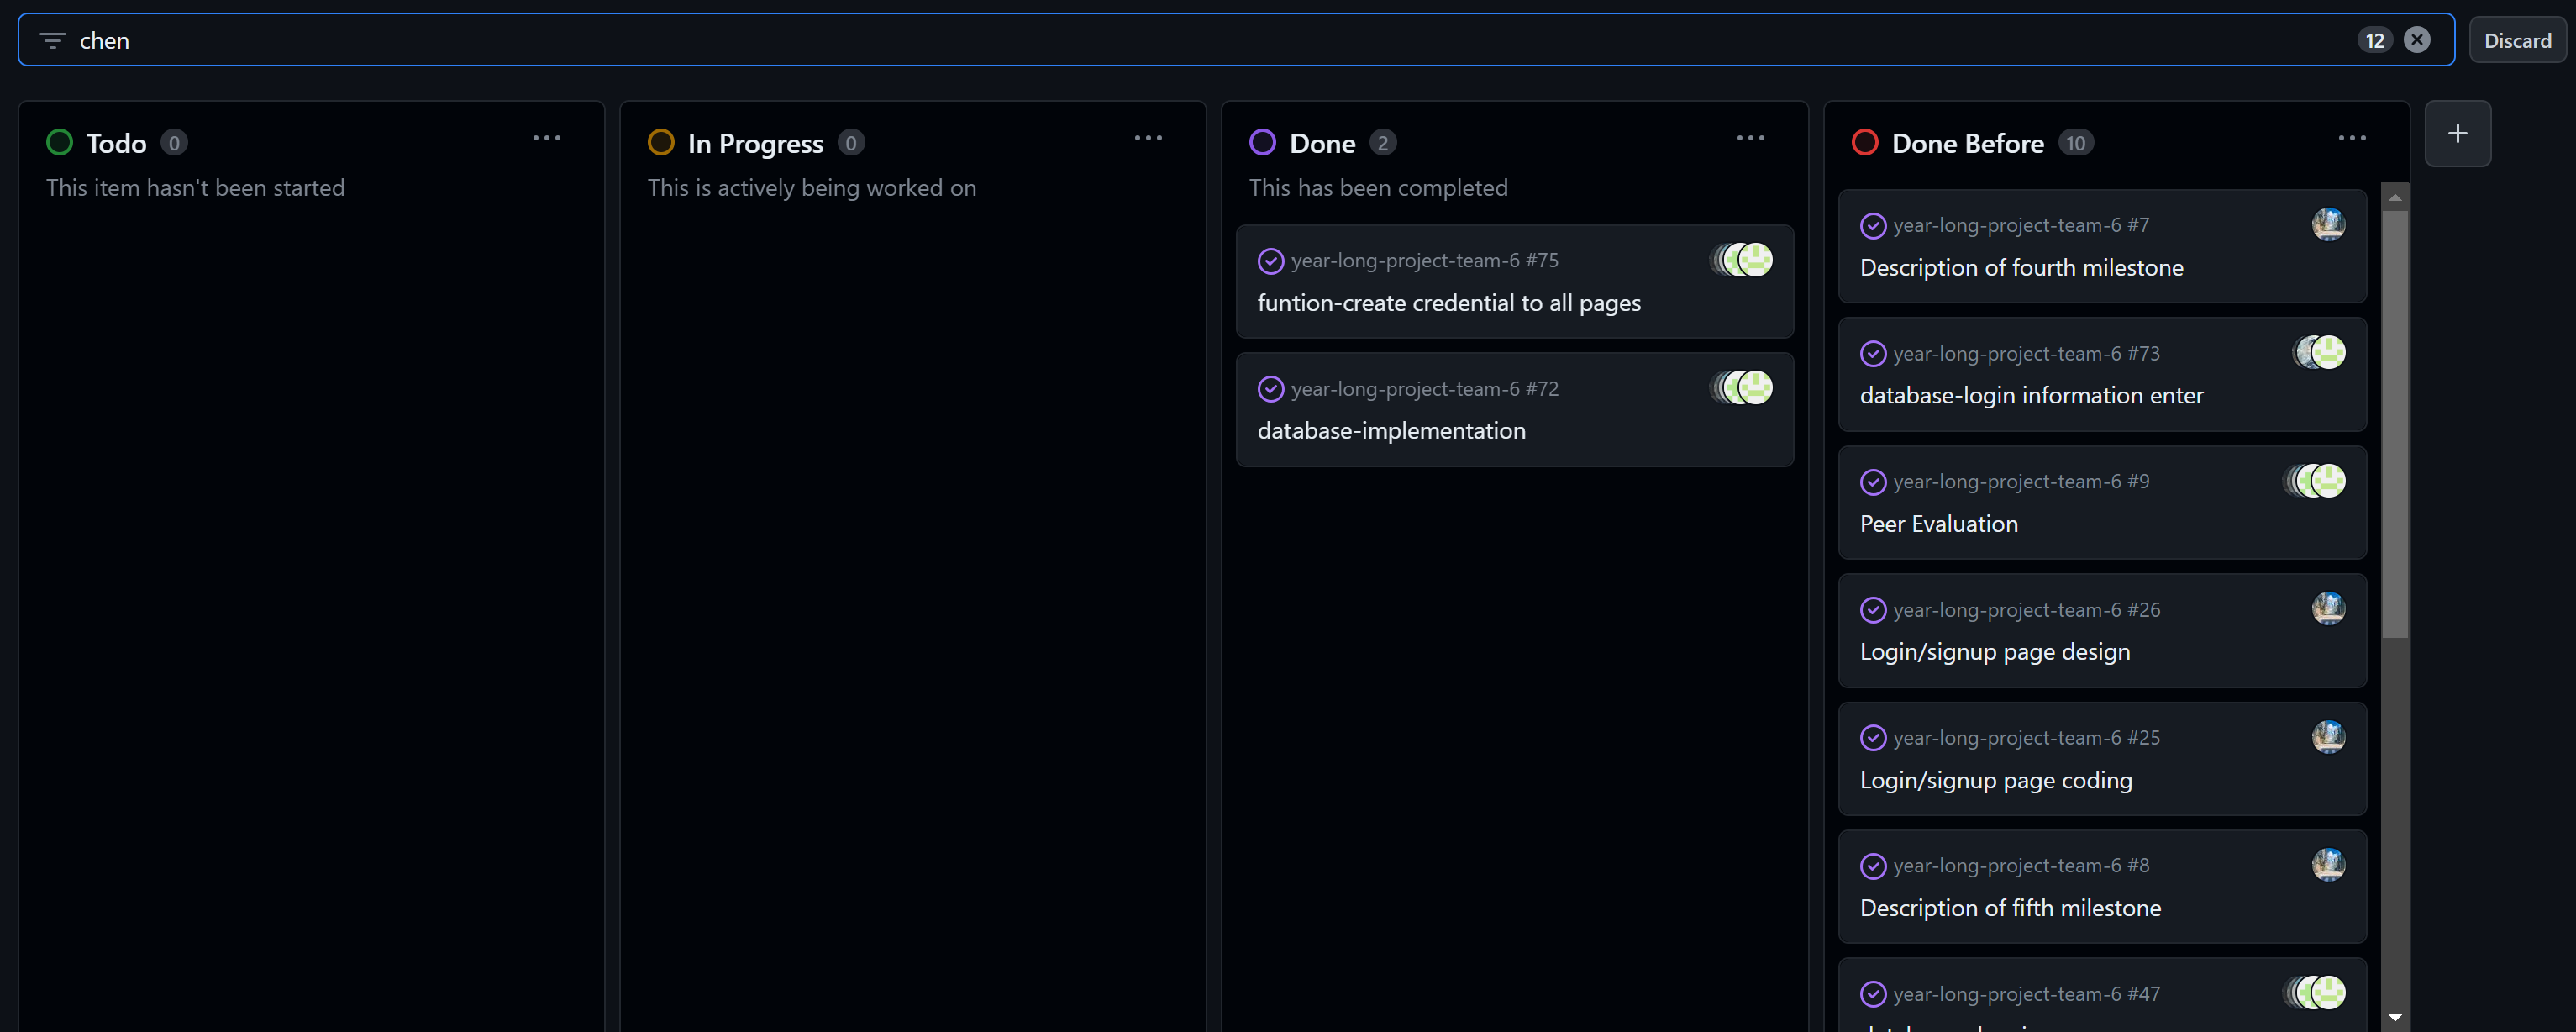 chen
12
Discard
Todo 0
This item hasn't been started
In Progress 0
This is actively being worked on
Done 2
This has been completed
year-long-project-team-6 #75
funtion-create credential to all pages
year-long-project-team-6 #72
database-implementation
Done Before 10
year-long-project-team-6 #7
Description of fourth milestone
year-long-project-team-6 #73
database-login information enter
year-long-project-team-6 #9
Peer Evaluation
year-long-project-team-6 #26
Login/signup page design
year-long-project-team-6 #25
Login/signup page coding
year-long-project-team-6 #8
Description of fifth milestone
year-long-project-team-6 #47